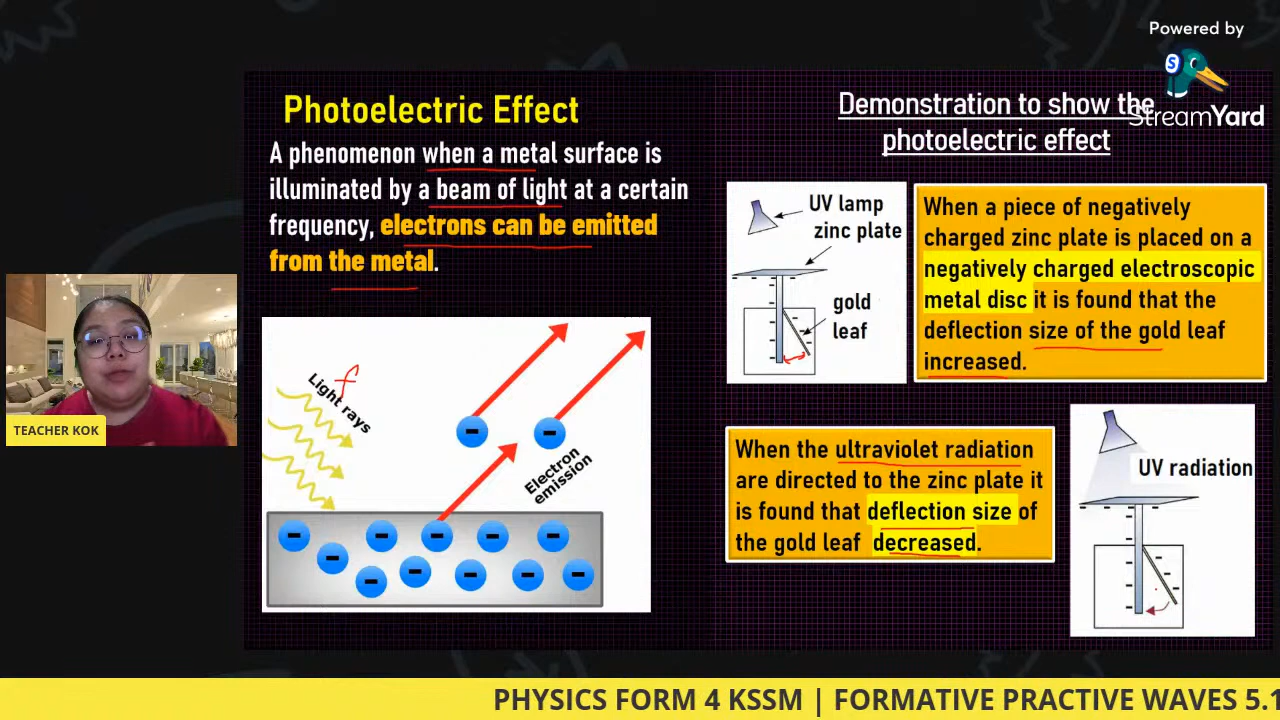 Powered by
StreamYard
Photoelectric Effect
A phenomenon when a metal surface is
illuminated by a beam of light at a certain
frequency, electrons can be emitted
from the metal.
f
Light rays
Electron
emission
Demonstration to show the
photoelectric effect
UV lamp
zinc plate
gold
leaf
When a piece of negatively
charged zinc plate is placed on a
negatively charged electroscopic
metal disc it is found that the
deflection size of the gold leaf
increased.
When the ultraviolet radiation
are directed to the zinc plate it
is found that deflection size of
the gold leaf decreased.
UV radiation
TEACHER KOK
PHYSICS FORM 4 KSSM | FORMATIVE PRACTIVE WAVES 5.1